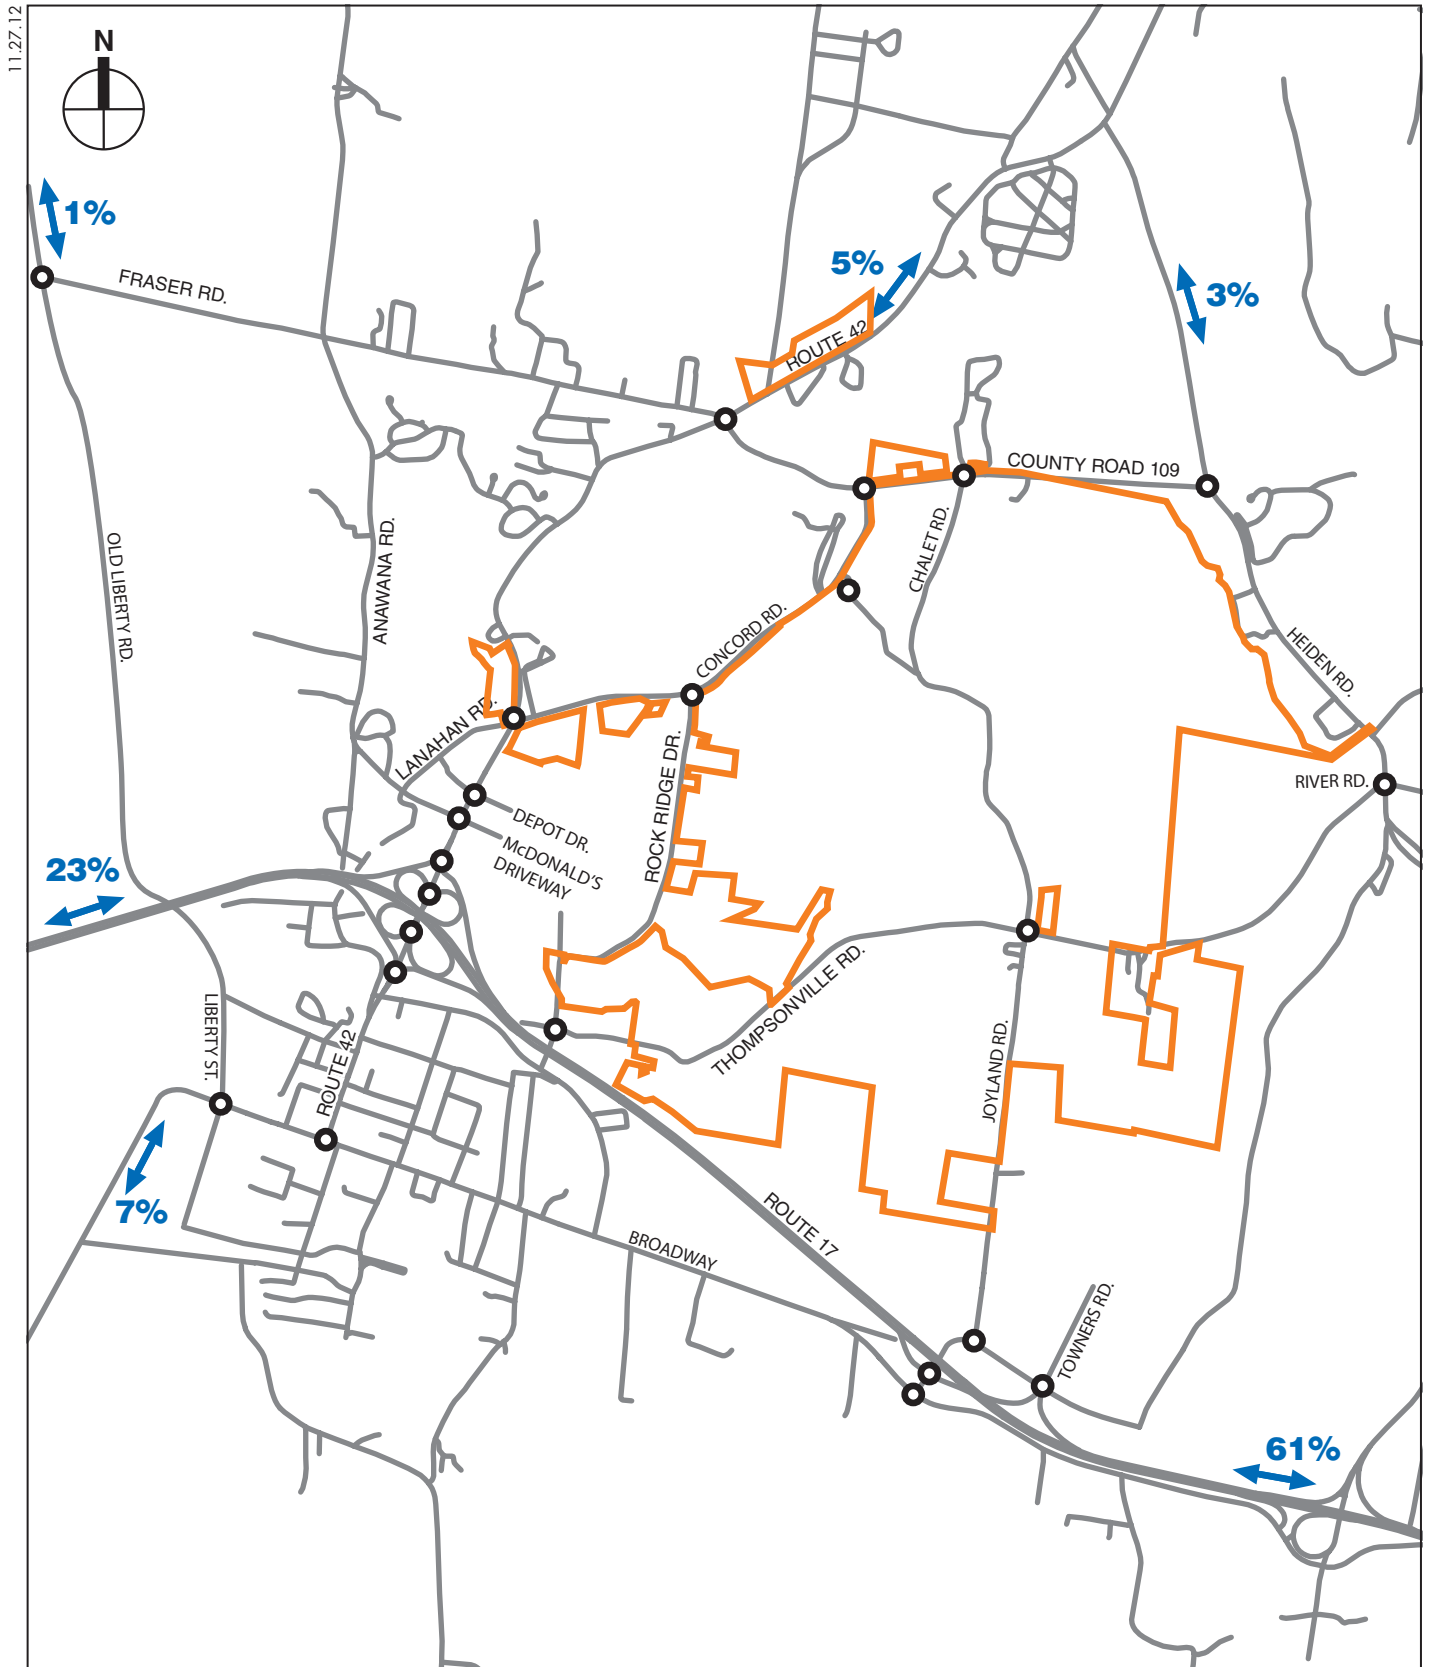 11.27.12
N
1%
FRASER RD.
5%
3%
ROUTE 42
COUNTY ROAD 109
OLD LIBERTY RD.
ANAWANA RD.
CHALET RD.
CONCORD RD.
HEIDEN RD.
LANAHAN RD.
ROCK RIDGE DR.
RIVER RD.
DEPOT DR.
McDONALD'S
DRIVEWAY
23%
THOMPSONVILLE RD.
LIBERTY ST.
ROUTE 42
JOYLAND RD.
7%
ROUTE 17
BROADWAY
TOWNERS RD.
61%